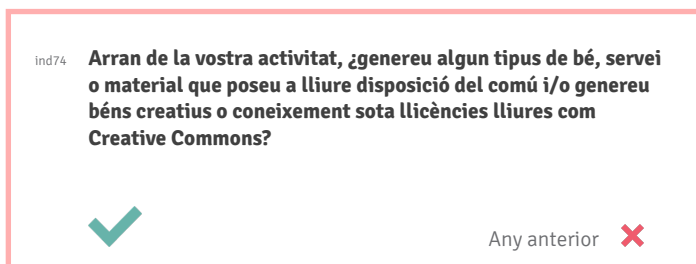 ind74 Arran de la vostra activitat, ¿genereu algun tipus de bé, servei
o material que poseu a lliure disposició del comú i/o genereu
béns creatius o coneixement sota llicències lliures com
Creative Commons?
Any anterior